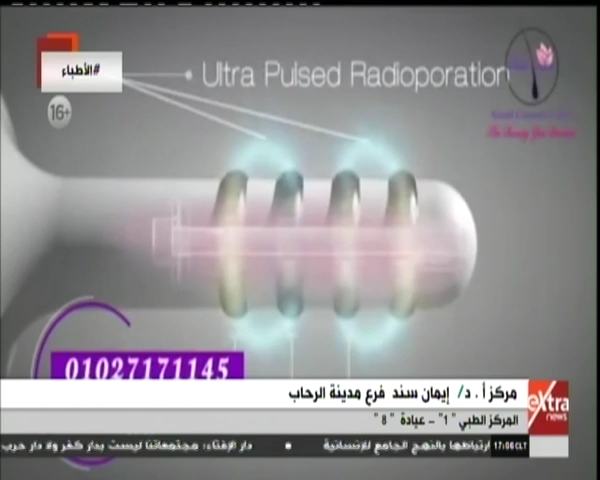 #الأطباء
Ultra Pulsed Radioporation
16+
01027171145
مركز أ . د/ إيمان سند فرع مدينة الرحاب
المركز الطبي "1" - عيادة "8"
extra
news
17:06CLT
ارتباطها بالنهج الجامع للإنسانية
دار الإفتاء: مجتمعاتنا ليست بدار كفر ولا دار حرب